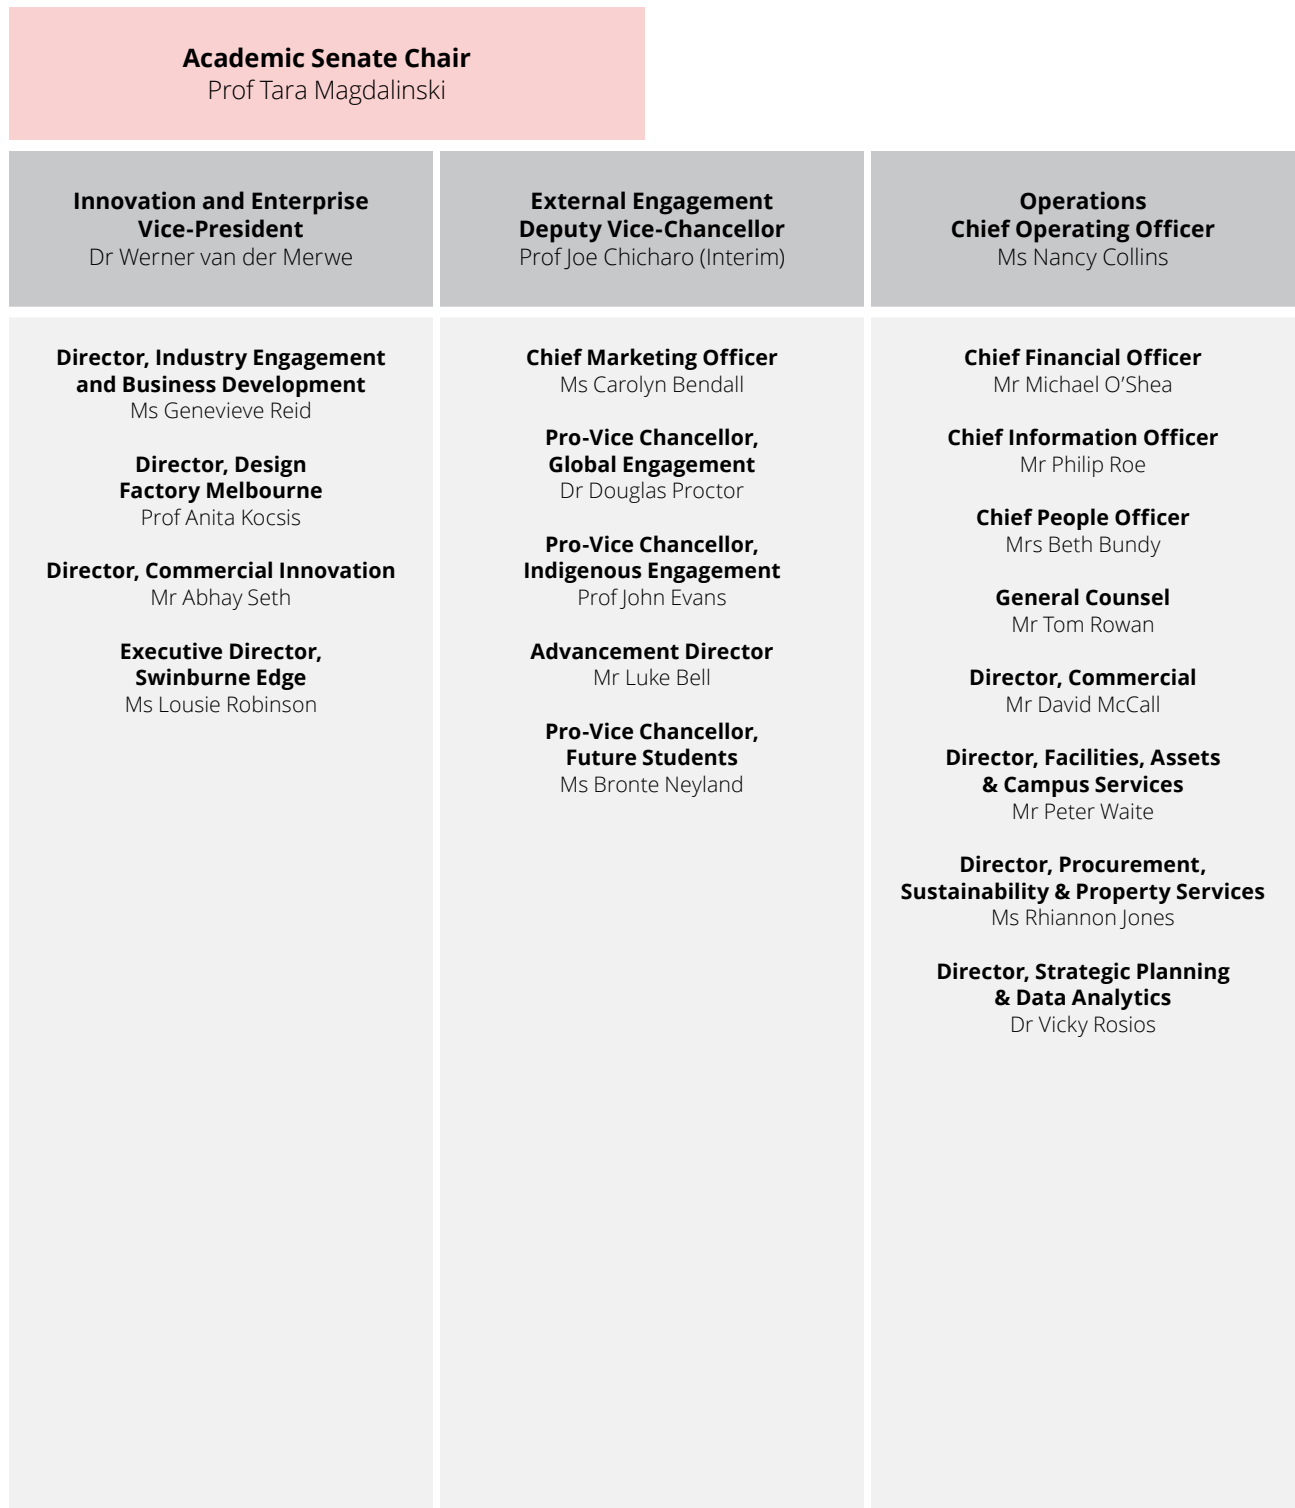 Academic Senate Chair
Prof Tara Magdalinski
Innovation and Enterprise
Vice-President
Dr Werner van der Merwe
External Engagement
Deputy Vice-Chancellor
Prof Joe Chicharo (Interim)
Operations
Chief Operating Officer
Ms Nancy Collins
Director, Industry Engagement
and Business Development
Ms Genevieve Reid
Director, Design
Factory Melbourne
Prof Anita Kocsis
Director, Commercial Innovation
Mr Abhay Seth
Executive Director,
Swinburne Edge
Ms Lousie Robinson
Chief Marketing Officer
Ms Carolyn Bendall
Pro-Vice Chancellor,
Global Engagement
Dr Douglas Proctor
Pro-Vice Chancellor,
Indigenous Engagement
Prof John Evans
Advancement Director
Mr Luke Bell
Pro-Vice Chancellor,
Future Students
Ms Bronte Neyland
Chief Financial Officer
Mr Michael O’Shea
Chief Information Officer
Mr Philip Roe
Chief People Officer
Mrs Beth Bundy
General Counsel
Mr Tom Rowan
Director, Commercial
Mr David McCall
Director, Facilities, Assets
& Campus Services
Mr Peter Waite
Director, Procurement,
Sustainability & Property Services
Ms Rhiannon Jones
Director, Strategic Planning
& Data Analytics
Dr Vicky Rosios